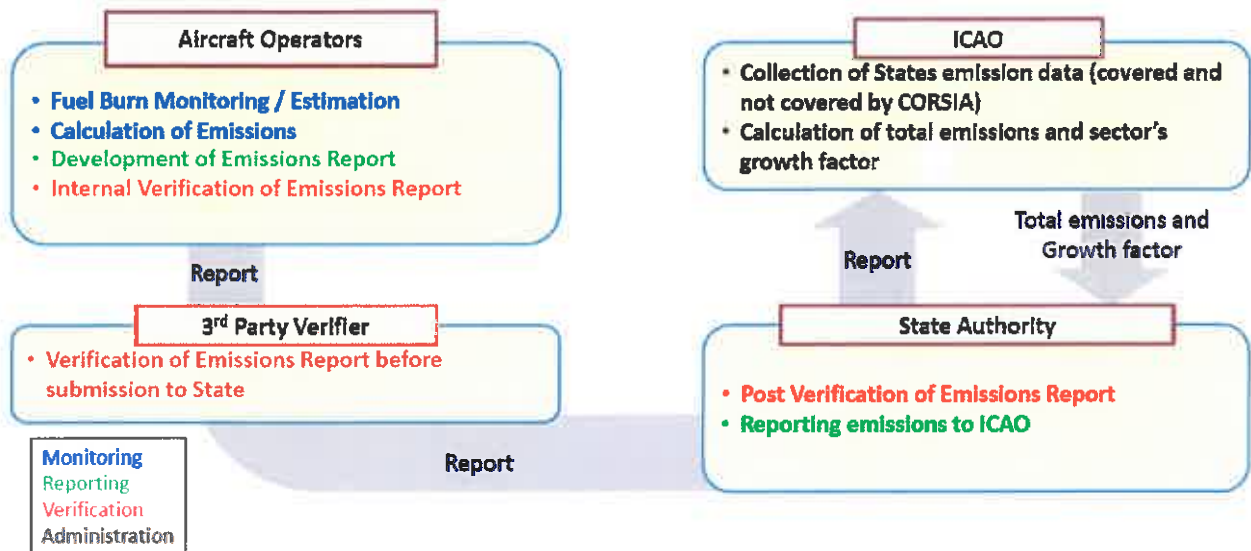 Aircraft Operators
• Fuel Burn Monitoring / Estimation
• Calculation of Emissions
• Development of Emissions Report
• Internal Verification of Emissions Report
Report
3rd Party Verifier
• Verification of Emissions Report before
submission to State
Monitoring
Reporting
Verification
Administration
Report
ICAO
• Collection of States emission data (covered and
not covered by CORSIA)
• Calculation of total emissions and sector's
growth factor
Report
Total emissions and
Growth factor
State Authority
• Post Verification of Emissions Report
• Reporting emissions to ICAO